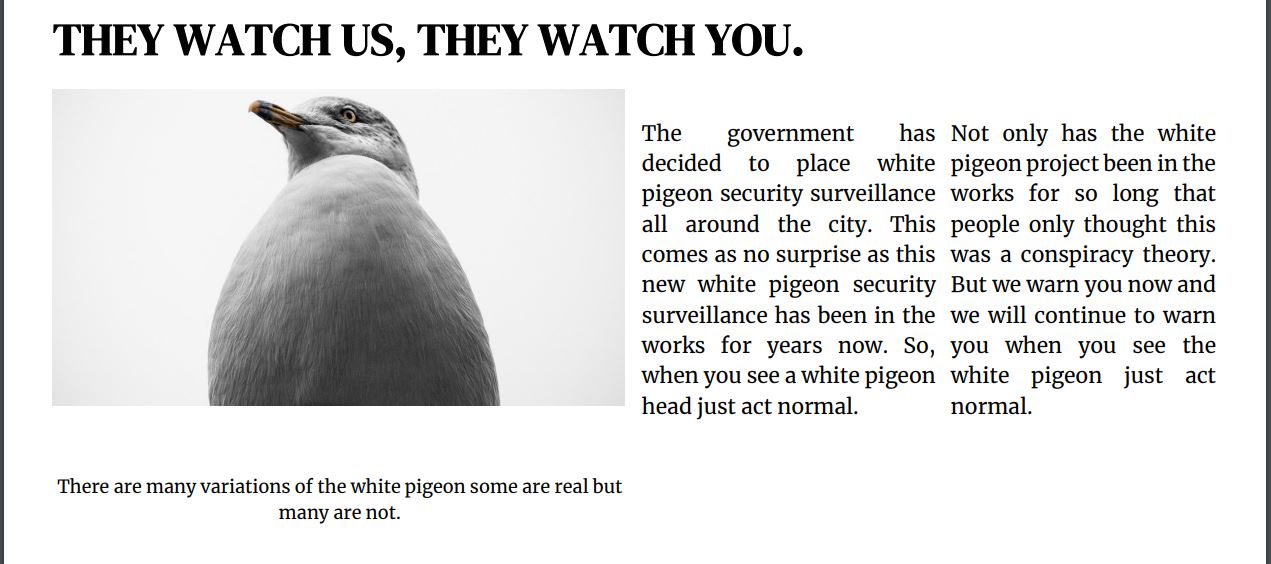 THEY WATCH US, THEY WATCH YOU.
The government has
decided to place white
pigeon security surveillance
all around the city. This
comes as no surprise as this
new white pigeon security
surveillance has been in the
works for years now. So,
when you see a white pigeon
head just act normal.
Not only has the white
pigeon project been in the
works for so long that
people only thought this
was a conspiracy theory.
But we warn you now and
we will continue to warn
you when you see the
white pigeon just act
normal.
There are many variations of the white pigeon some are real but
many are not.